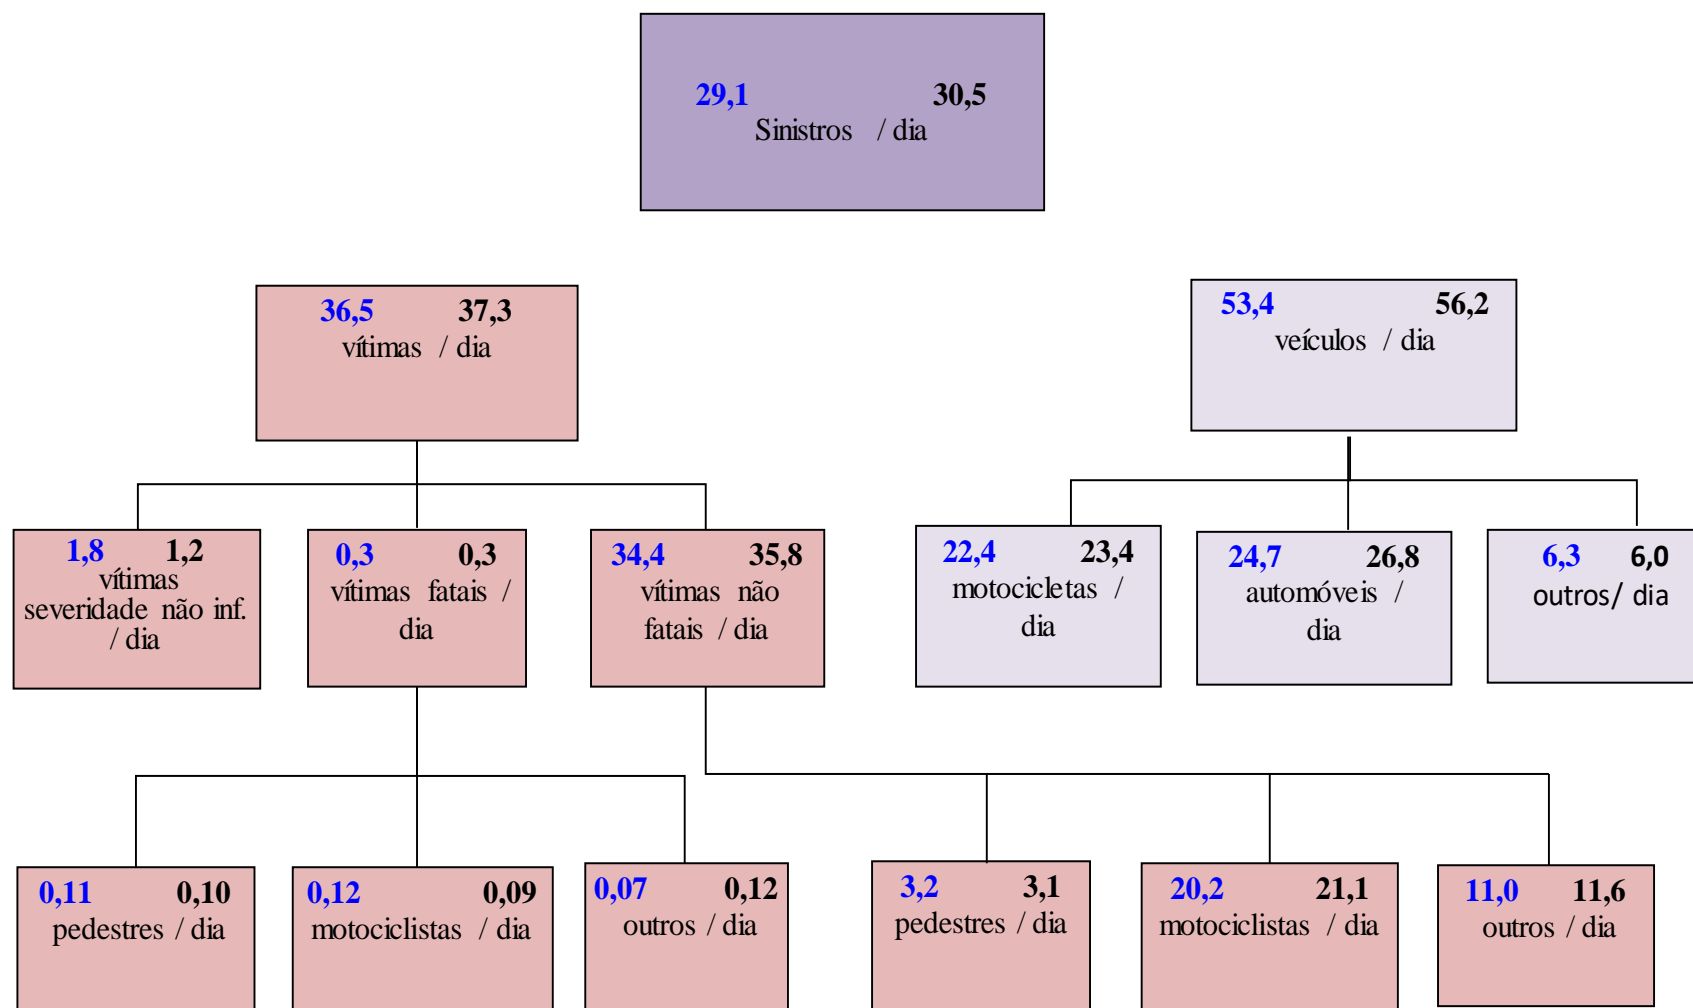 29,1 30,5
Sinistros / dia
36,5 37,3
vítimas / dia
53,4 56,2
veículos / dia
1,8 1,2
vítimas
severidade não inf.
/ dia
0,3 0,3
vítimas fatais /
dia
34,4 35,8
vítimas não
fatais / dia
22,4 23,4
motocicletas /
dia
24,7 26,8
automóveis /
dia
6,3 6,0
outros/ dia
0,11 0,10
pedestres / dia
0,12 0,09
motociclistas / dia
0,07 0,12
outros / dia
3,2 3,1
pedestres / dia
20,2 21,1
motociclistas / dia
11,0 11,6
outros / dia